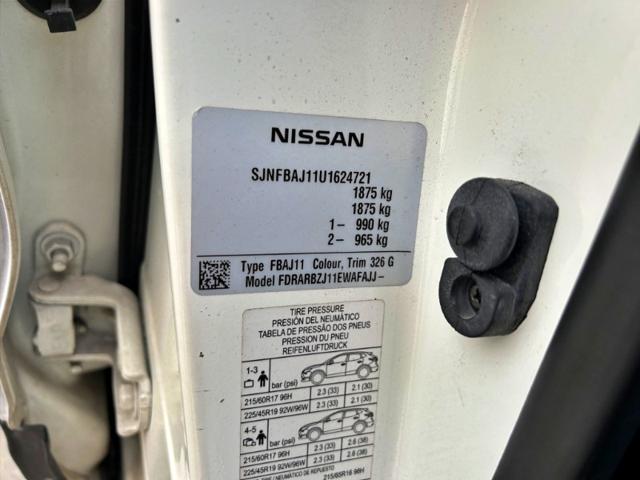 NISSAN
SJNFBAJ11U1624721
1875 kg
1875 kg
1– 990 kg
2– 965 kg
Type FBAJ11 Colour, Trim 326 G
Model FDRARBZJ11EWAFAJJ–
TIRE PRESSURE
PRESIÓN DEL NEUMÁTICO
TABELA DE PRESSÃO DOS PNEUS
PRESSION DU PNEU
REIFENLUFTDRUCK
1-3 bar (psi)
215/60R17 96H 2.3 (33) 2.1 (30)
225/45R19 92W/96W 2.3 (33) 2.1 (30)
4-5 bar (psi)
215/60R17 96H 2.3 (33) 2.6 (38)
225/45R19 92W/96W 2.3 (33) 2.6 (38)
/ NEUMÁTICO DE REPUESTO
215/65R16 98H